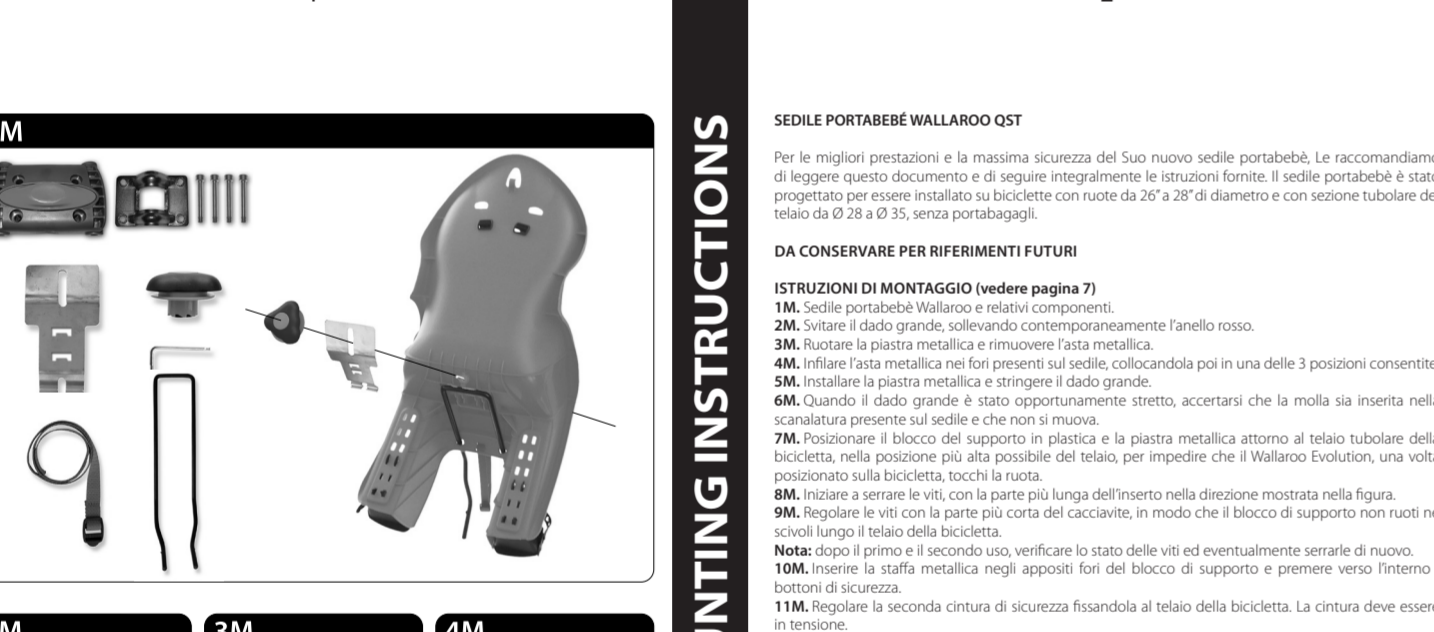 M
3M
4M
UNTING INSTRUCTIONS
SEDILE PORTABEBÉ WALLAROO QST
Per le migliori prestazioni e la massima sicurezza del Suo nuovo sedile portabebè, Le raccomandiamo
di leggere questo documento e di seguire integralmente le istruzioni fornite. Il sedile portabebè è stato
progettato per essere installato su biciclette con ruote da 26” a 28” di diametro e con sezione tubolare de
telaio da Ø 28 a Ø 35, senza portabagagli.
DA CONSERVARE PER RIFERIMENTI FUTURI
ISTRUZIONI DI MONTAGGIO (vedere pagina 7)
1M. Sedile portabebè Wallaroo e relativi componenti.
2M. Svitare il dado grande, sollevando contemporaneamente l’anello rosso.
3M. Ruotare la piastra metallica e rimuovere l’asta metallica.
4M. Infilare l’asta metallica nei fori presenti sul sedile, collocandola poi in una delle 3 posizioni consentite
5M. Installare la piastra metallica e stringere il dado grande.
6M. Quando il dado grande è stato opportunamente stretto, accertarsi che la molla sia inserita nella
scanalatura presente sul sedile e che non si muova.
7M. Posizionare il blocco del supporto in plastica e la piastra metallica attorno al telaio tubolare della
bicicletta, nella posizione più alta possibile del telaio, per impedire che il Wallaroo Evolution, una volta
posizionato sulla bicicletta, tocchi la ruota.
8M. Iniziare a serrare le viti, con la parte più lunga dell’inserto nella direzione mostrata nella figura.
9M. Regolare le viti con la parte più corta del cacciavite, in modo che il blocco di supporto non ruoti né
scivoli lungo il telaio della bicicletta.
Nota: dopo il primo e il secondo uso, verificare lo stato delle viti ed eventualmente serrarle di nuovo.
10M. Inserire la staffa metallica negli appositi fori del blocco di supporto e premere verso l’interno
bottoni di sicurezza.
11M. Regolare la seconda cintura di sicurezza fissandola al telaio della bicicletta. La cintura deve essere
in tensione.